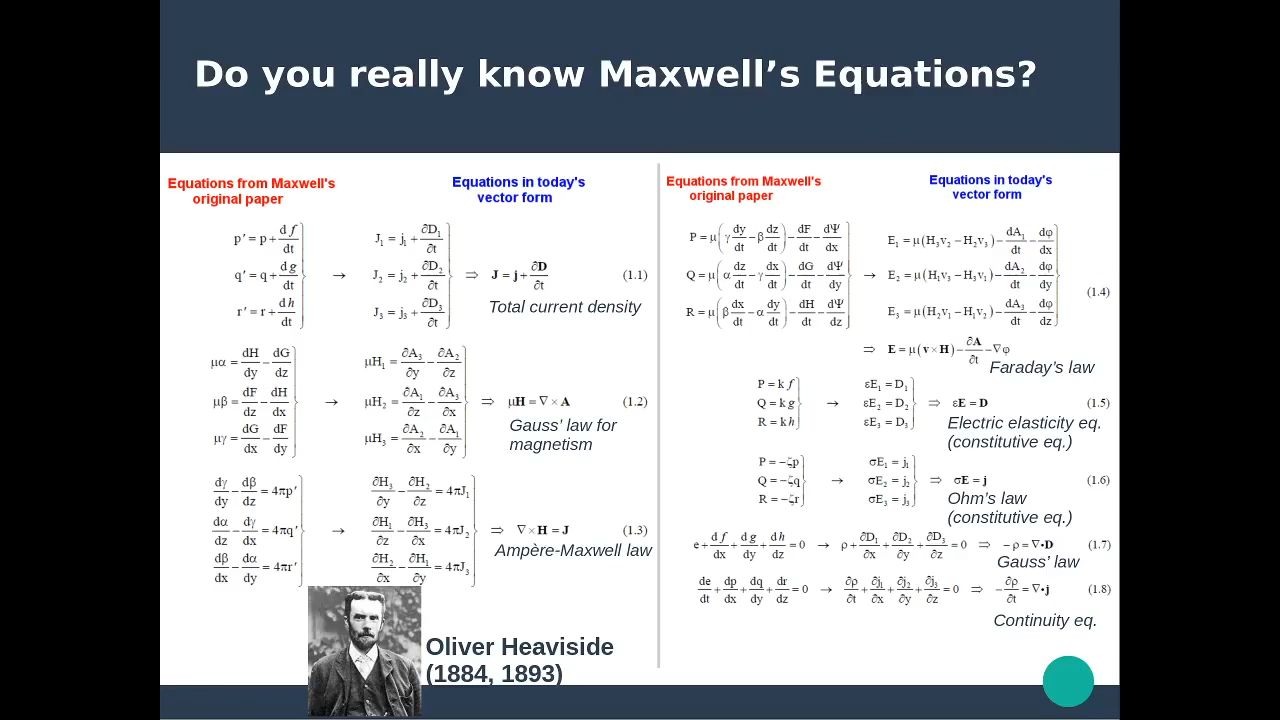 Do you really know Maxwell's Equations?
Equations from Maxwell's
original paper
Equations in today's
vector form
p′ = p + df/dt
q′ = q + dg/dt
r′ = r + dh/dt
→
J₁ = j₁ + ∂D₁/∂t
J₂ = j₂ + ∂D₂/∂t
J₃ = j₃ + ∂D₃/∂t
⇒ J = j + ∂D/∂t (1.1)
Total current density
μα = dH/dy − dG/dz
μβ = dF/dz − dH/dx
μγ = dG/dx − dF/dy
→
μH₁ = ∂A₃/∂y − ∂A₂/∂z
μH₂ = ∂A₁/∂z − ∂A₃/∂x
μH₃ = ∂A₂/∂x − ∂A₁/∂y
⇒ μH = ∇ × A (1.2)
Gauss' law for
magnetism
dγ/dy − dβ/dz = 4πp′
dα/dz − dγ/dx = 4πq′
dβ/dx − dα/dy = 4πr′
→
∂H₃/∂y − ∂H₂/∂z = 4πJ₁
∂H₁/∂z − ∂H₃/∂x = 4πJ₂
∂H₂/∂x − ∂H₁/∂y = 4πJ₃
⇒ ∇ × H = J (1.3)
Ampère-Maxwell law
Oliver Heaviside
(1884, 1893)
Equations from Maxwell's
original paper
Equations in today's
vector form
P = μ(γ dy/dt − β dz/dt) − dF/dt − dΨ/dx
Q = μ(α dz/dt − γ dx/dt) − dG/dt − dΨ/dy
R = μ(β dx/dt − α dy/dt) − dH/dt − dΨ/dz
→
E₁ = μ(H₃v₂ − H₂v₃) − dA₁/dt − dφ/dx
E₂ = μ(H₁v₃ − H₃v₁) − dA₂/dt − dφ/dy
E₃ = μ(H₂v₁ − H₁v₂) − dA₃/dt − dφ/dz
(1.4)
⇒ E = μ(v × H) − ∂A/∂t − ∇φ
Faraday's law
P = k f
Q = k g
R = k h
→
εE₁ = D₁
εE₂ = D₂
εE₃ = D₃
⇒ εE = D (1.5)
Electric elasticity eq.
(constitutive eq.)
P = −ζp
Q = −ζq
R = −ζr
→
σE₁ = j₁
σE₂ = j₂
σE₃ = j₃
⇒ σE = j (1.6)
Ohm's law
(constitutive eq.)
e + df/dx + dg/dy + dh/dz = 0 → ρ + ∂D₁/∂x + ∂D₂/∂y + ∂D₃/∂z = 0 ⇒ −ρ = ∇•D (1.7)
Gauss' law
de/dt + dp/dx + dq/dy + dr/dz = 0 → ∂ρ/∂t + ∂j₁/∂x + ∂j₂/∂y + ∂j₃/∂z = 0 ⇒ −∂ρ/∂t = ∇•j (1.8)
Continuity eq.